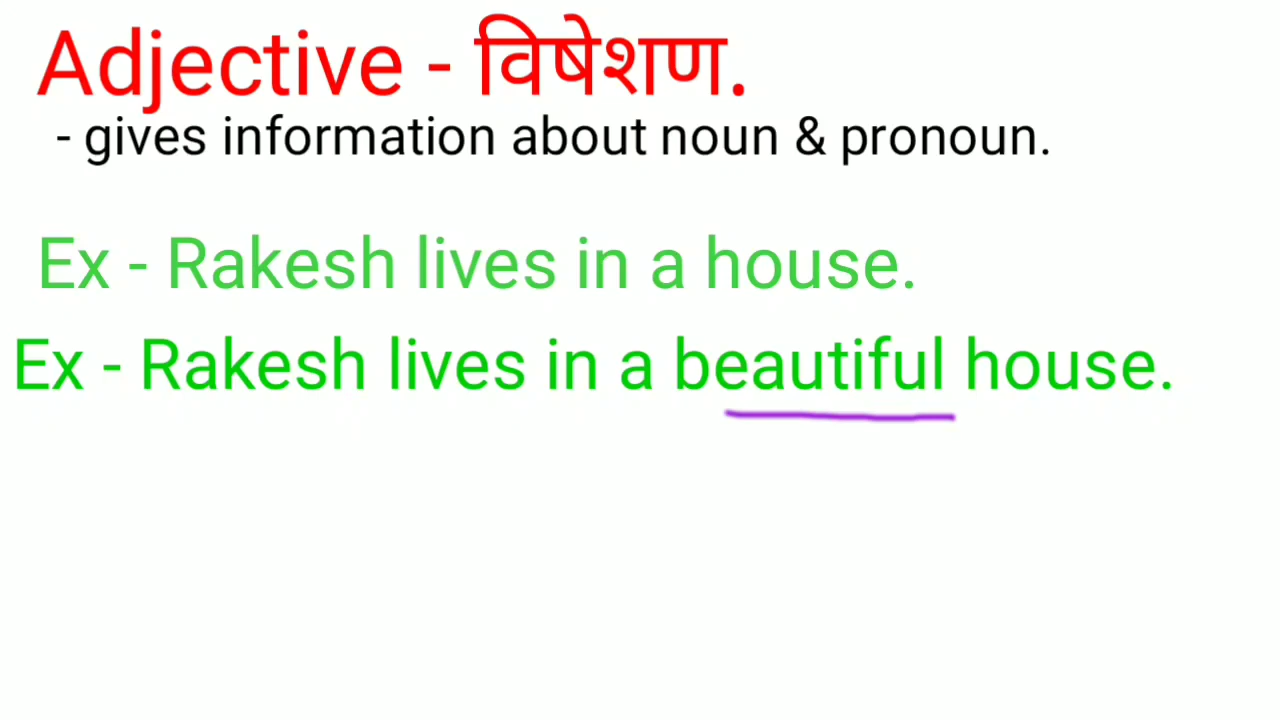 Adjective - विषेशण.
- gives information about noun & pronoun.
Ex - Rakesh lives in a house.
Ex - Rakesh lives in a beautiful house.